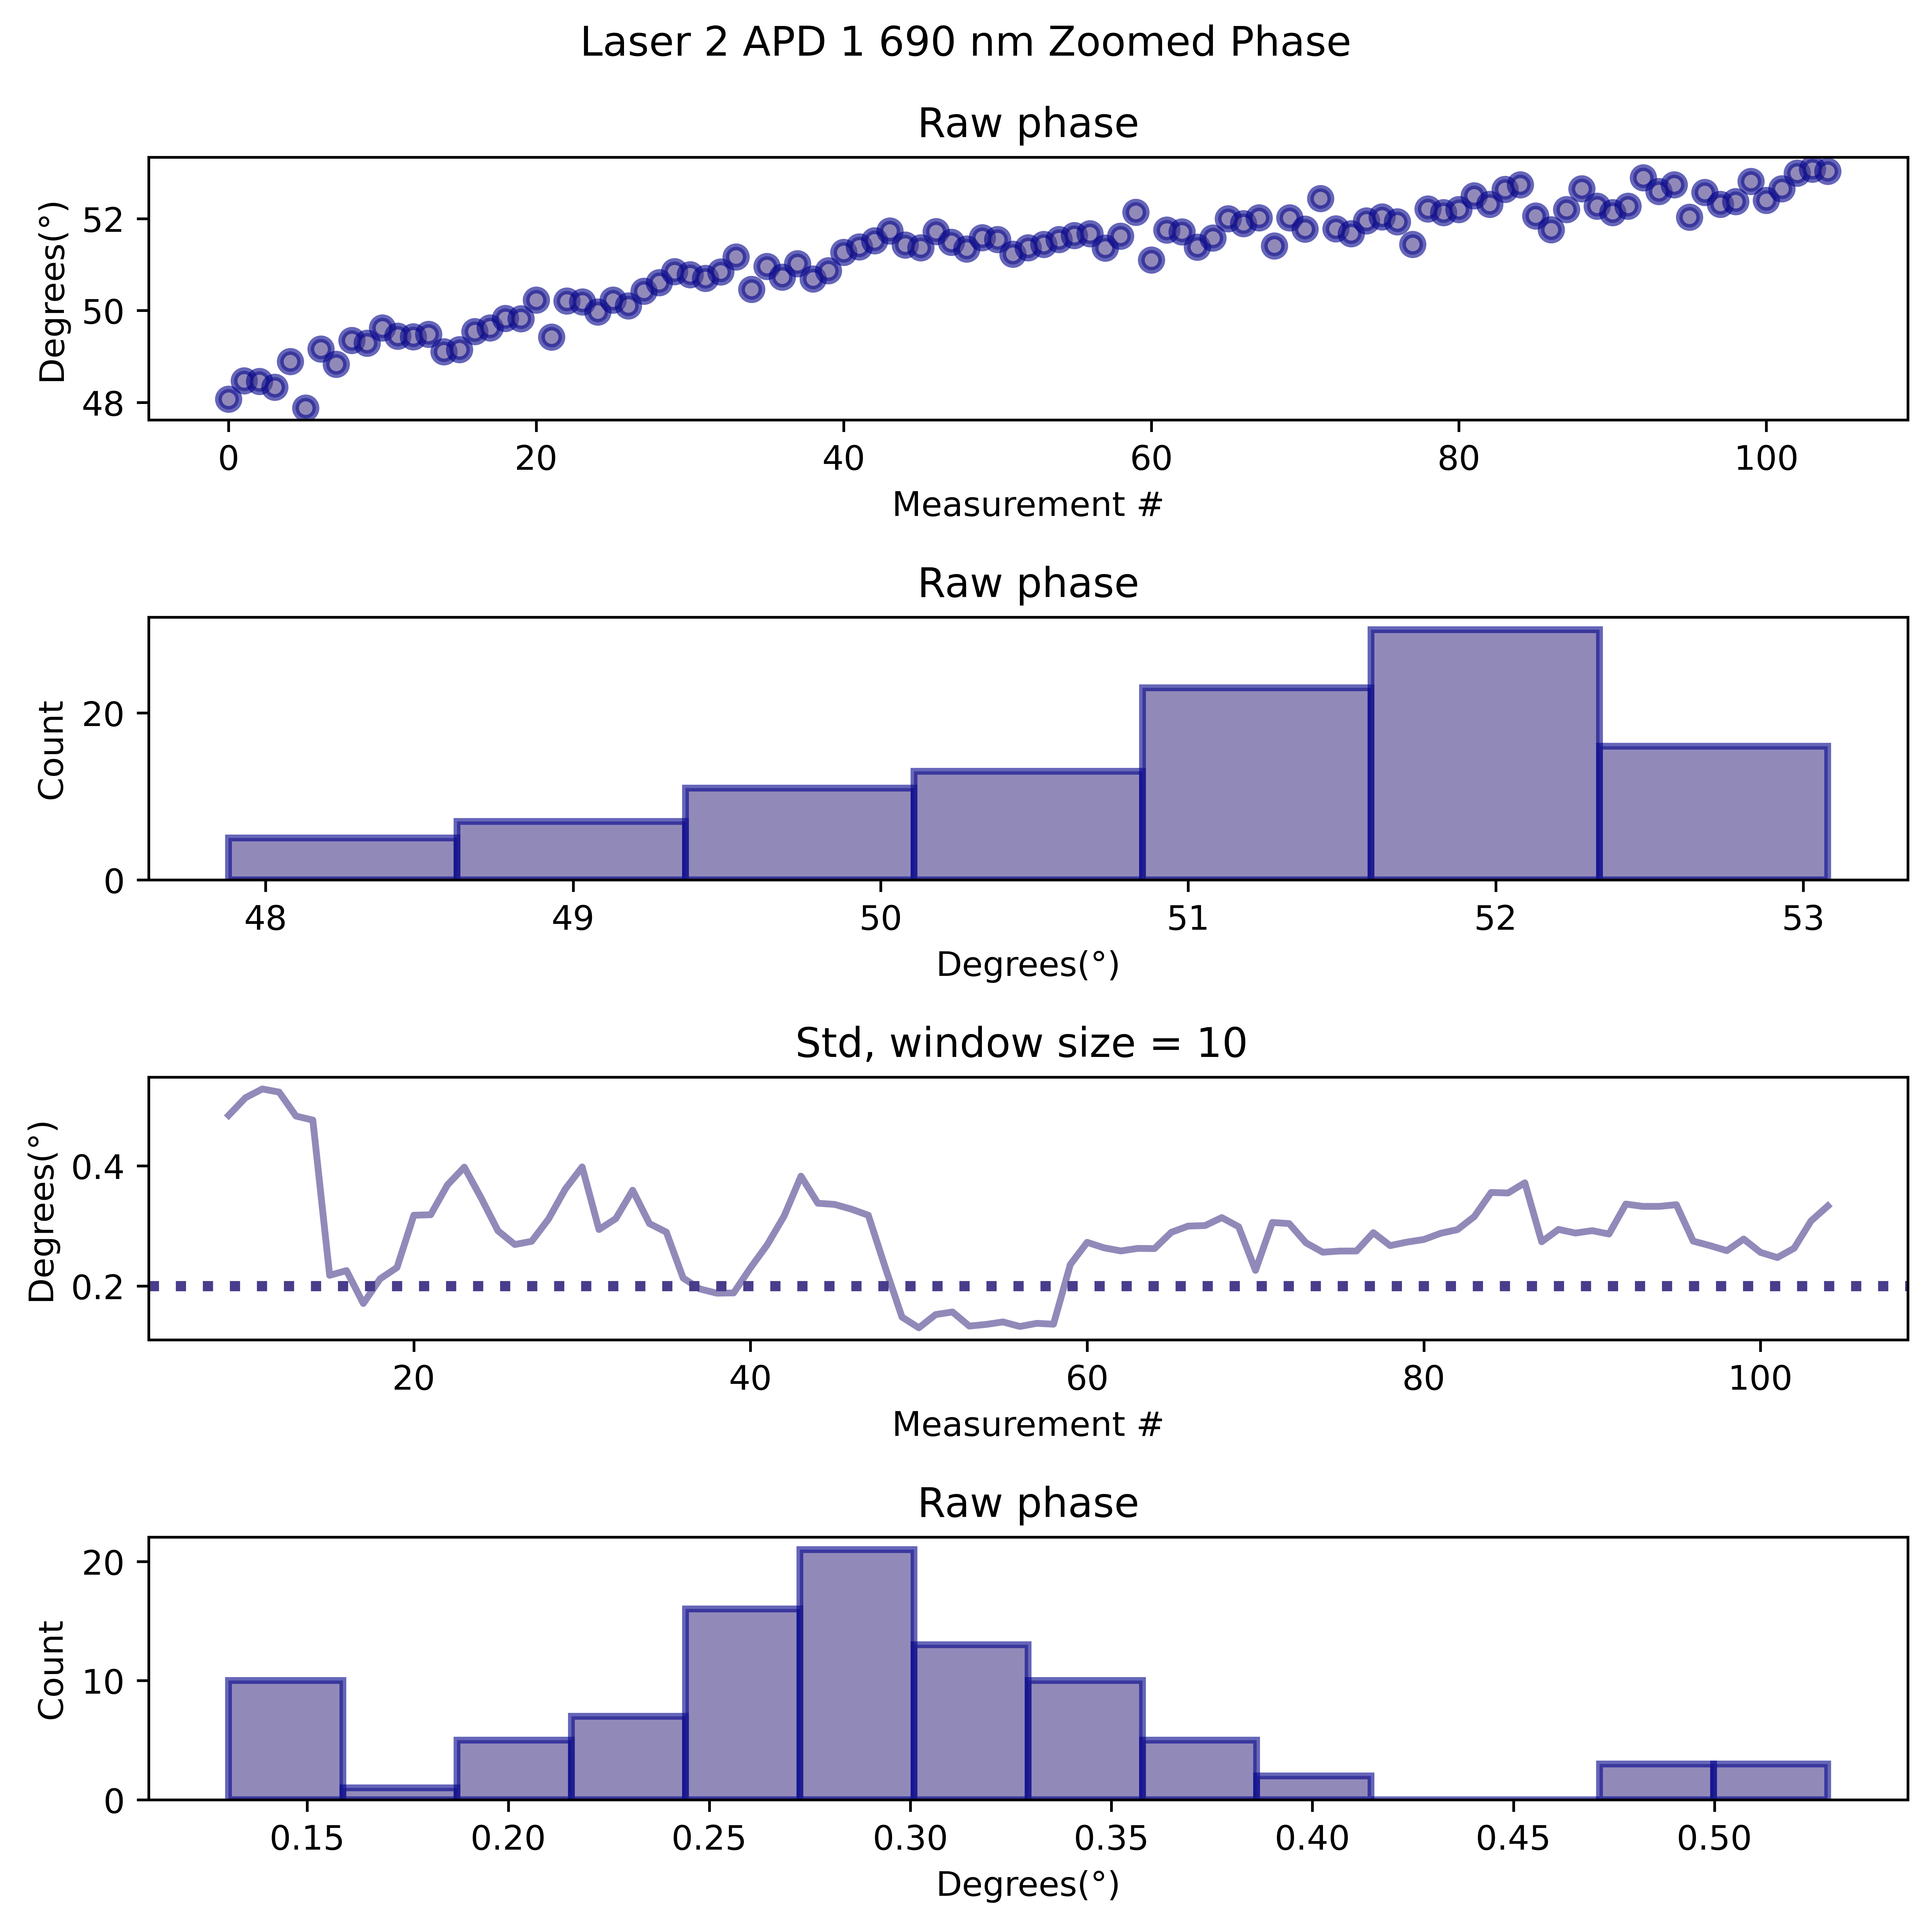 Laser 2 APD 1 690 nm Zoomed Phase
Raw phase
Degrees(°)
52
50
48
0 20 40 60 80 100
Measurement #
Raw phase
Count
20
0
48 49 50 51 52 53
Degrees(°)
Std, window size = 10
Degrees(°)
0.4
0.2
20 40 60 80 100
Measurement #
Raw phase
Count
20
10
0
0.15 0.20 0.25 0.30 0.35 0.40 0.45 0.50
Degrees(°)